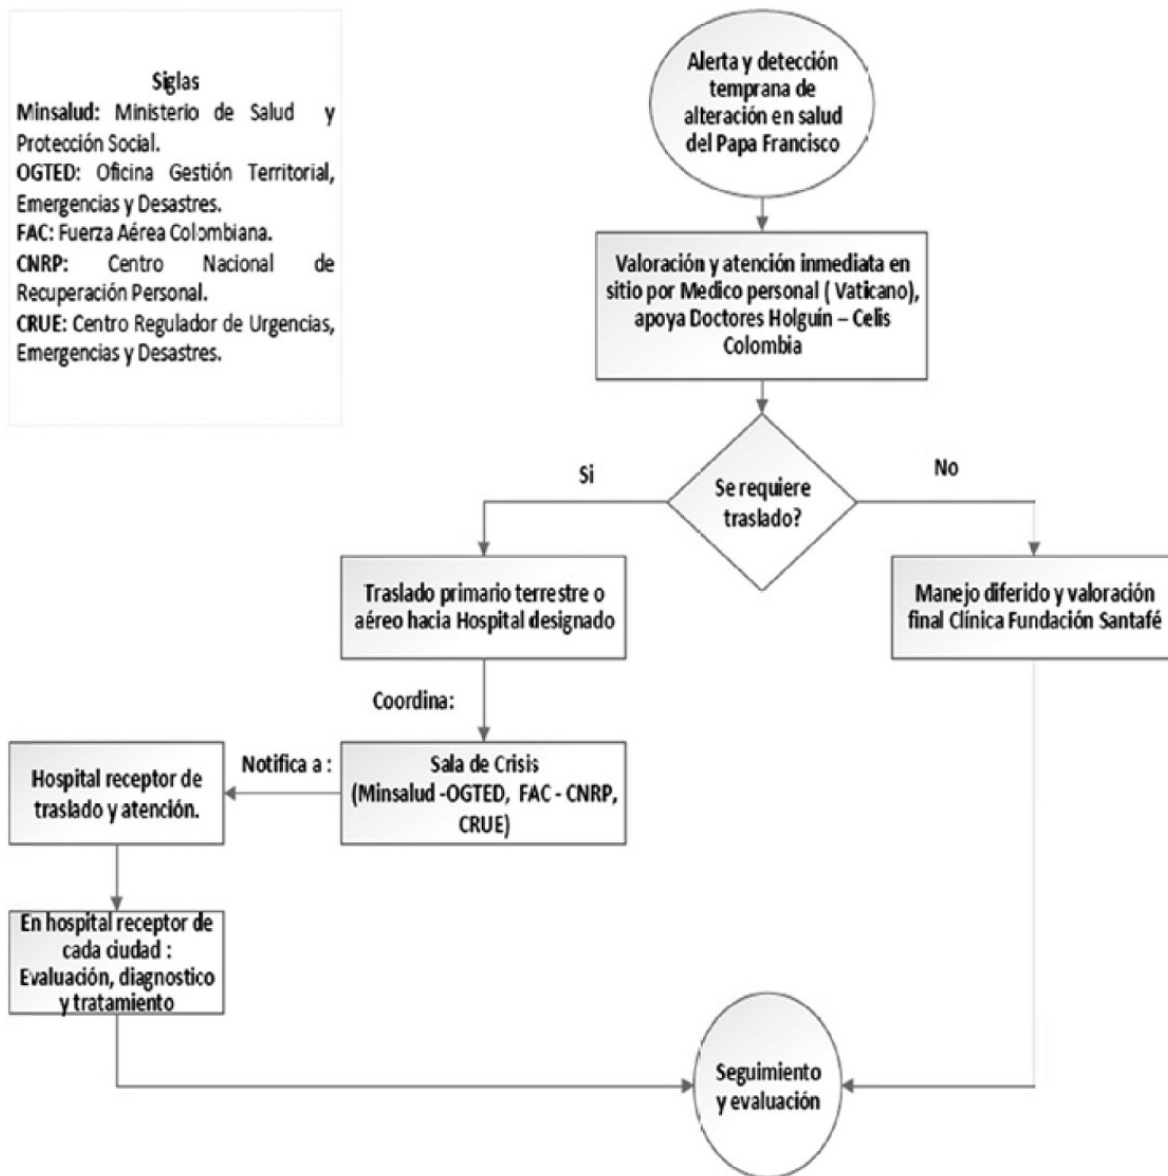 Siglas
Minsalud: Ministerio de Salud y
Protección Social.
OGTED: Oficina Gestión Territorial,
Emergencias y Desastres.
FAC: Fuerza Aérea Colombiana.
CNRP: Centro Nacional de
Recuperación Personal.
CRUE: Centro Regulador de Urgencias,
Emergencias y Desastres.
Alerta y detección
temprana de
alteración en salud
del Papa Francisco
Valoración y atención inmediata en
sitio por Medico personal ( Vaticano),
apoya Doctores Holguín – Celis
Colombia
Se requiere
traslado?
Si
No
Traslado primario terrestre o
aéreo hacia Hospital designado
Manejo diferido y valoración
final Clínica Fundación Santafé
Coordina:
Sala de Crisis
(Minsalud -OGTED, FAC - CNRP,
CRUE)
Notifica a :
Hospital receptor de
traslado y atención.
En hospital receptor de
cada ciudad :
Evaluación, diagnostico
y tratamiento
Seguimiento
y evaluación